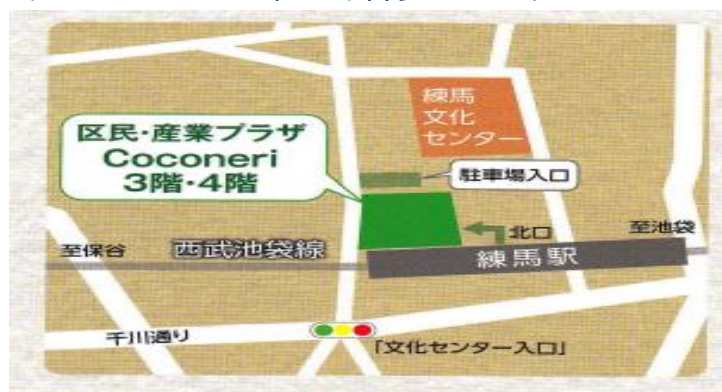 練馬
文化
センター
区民・産業プラザ
Coconeri
3階・4階
駐車場入口
北口
至池袋
至保谷
西武池袋線
練馬駅
千川通り
「文化センター入口」